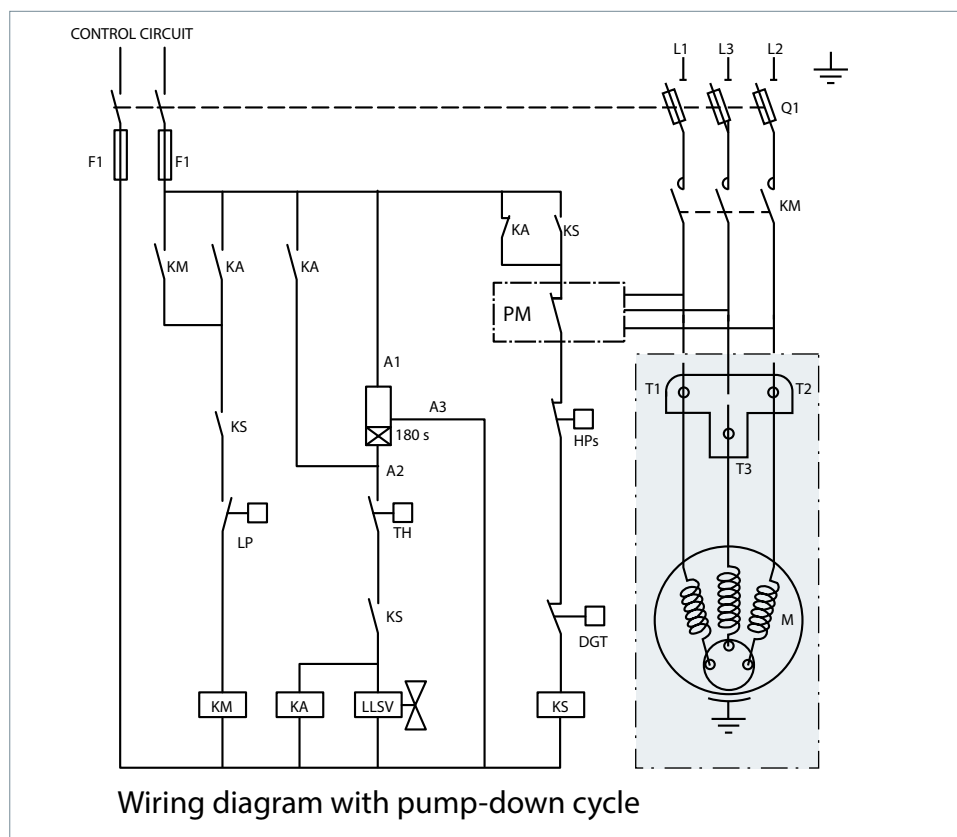 CONTROL CIRCUIT
L1 L3 L2
Q1
F1 F1
KM
KA KS
KM KA KA
PM
A1
T1 T2
A3
180 s
KS
HPs
A2
T3
LP TH
KS
M
DGT
KM KA LLSV KS
Wiring diagram with pump-down cycle